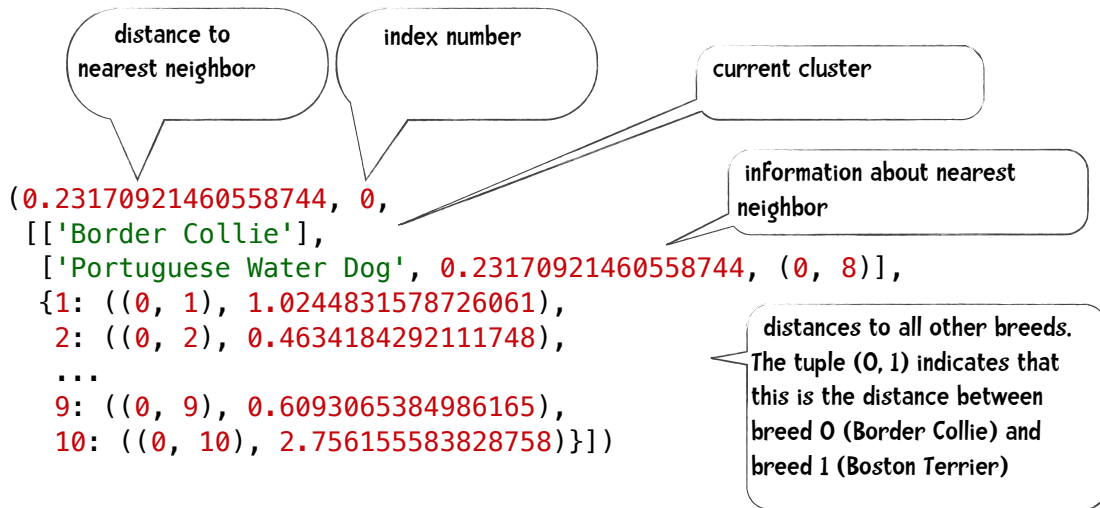 distance to
nearest neighbor
index number
current cluster
information about nearest
neighbor
(0.23170921460558744, 0,
[['Border Collie'],
['Portuguese Water Dog', 0.23170921460558744, (0, 8)],
{1: ((0, 1), 1.0244831578726061),
2: ((0, 2), 0.4634184292111748),
...
9: ((0, 9), 0.6093065384986165),
10: ((0, 10), 2.756155583828758)}])
distances to all other breeds.
The tuple (0, 1) indicates that
this is the distance between
breed 0 (Border Collie) and
breed 1 (Boston Terrier)